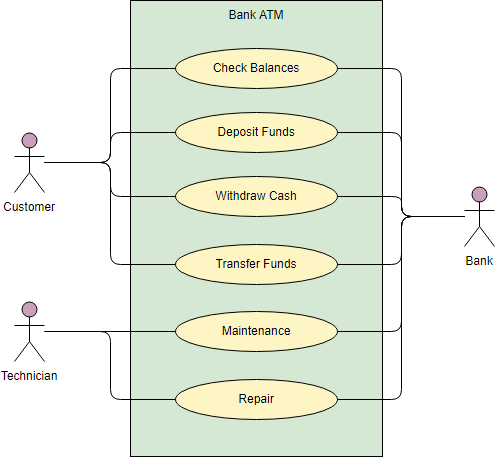 Bank ATM
Check Balances
Deposit Funds
Withdraw Cash
Customer
Transfer Funds
Bank
Maintenance
Technician
Repair